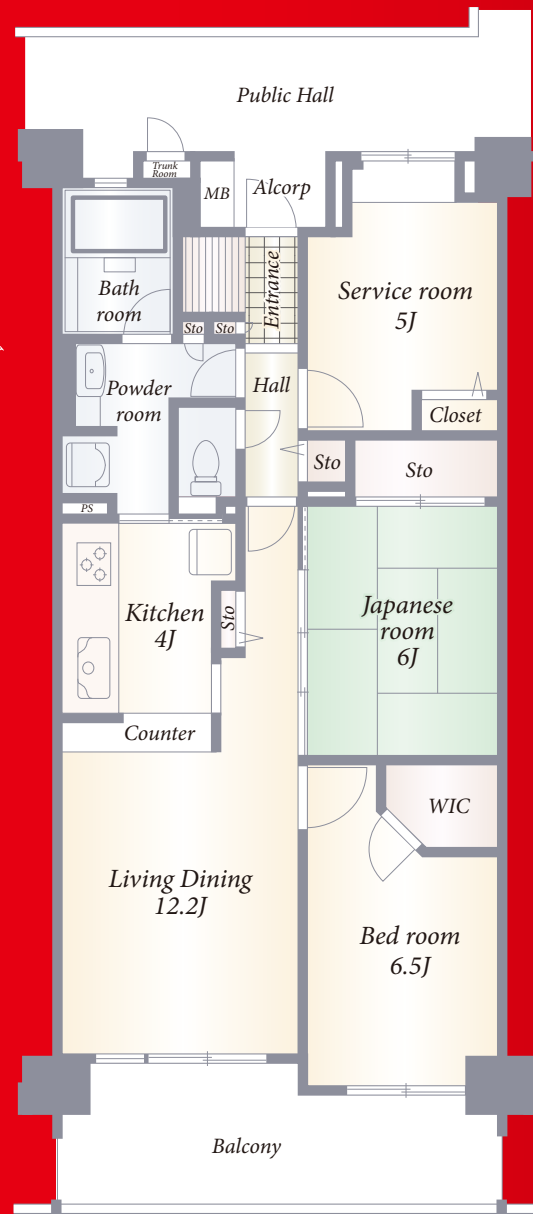 Public Hall
Trunk
Room
MB
Alcorp
Entrance
Service room
5J
Bath
room
Sto
Sto
Hall
Powder
room
Closet
Sto
Sto
PS
Kitchen
4J
Sto
Japanese
room
6J
Counter
WIC
Living Dining
12.2J
Bed room
6.5J
Balcony